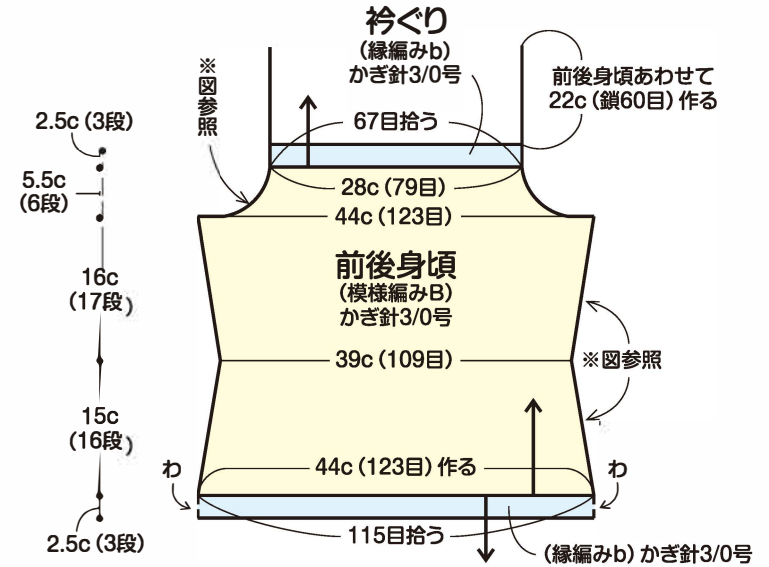 衿ぐり
(縁編みb)
かぎ針3/0号
※図参照
前後身頃あわせて
22c(鎖60目)作る
67目拾う
2.5c(3段)
5.5c
(6段)
28c(79目)
44c(123目)
16c
(17段)
前後身頃
(模様編みB)
かぎ針3/0号
39c(109目)
※図参照
15c
(16段)
44c(123目)作る
わ
わ
115目拾う
2.5c(3段)
(縁編みb)かぎ針3/0号